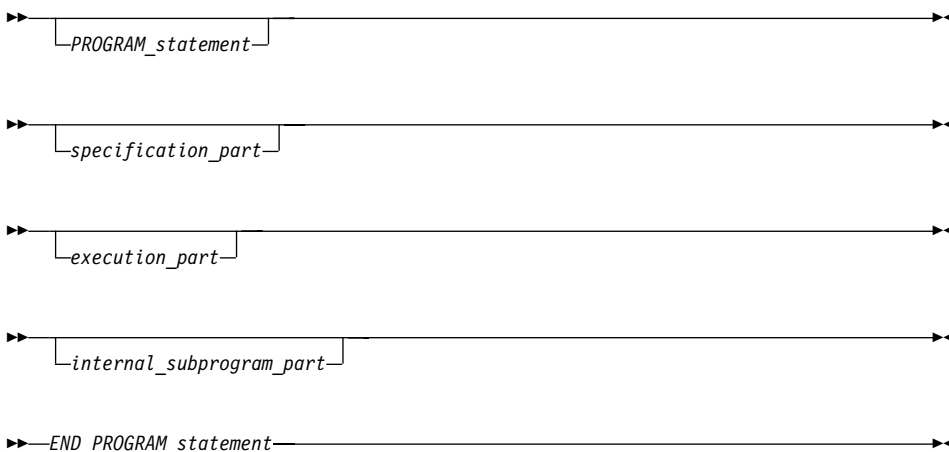 PROGRAM_statement
specification_part
execution_part
internal_subprogram_part
END PROGRAM statement